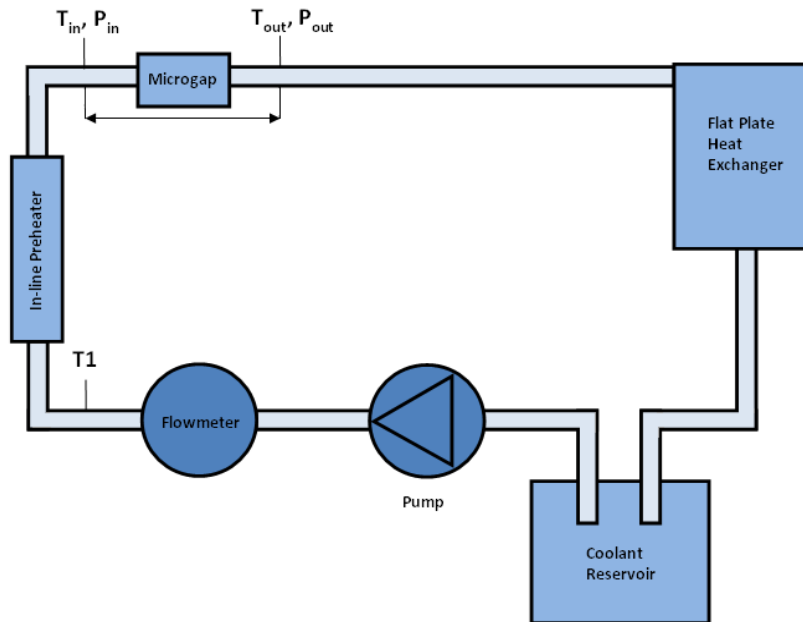 T_in, P_in
T_out, P_out
Microgap
Flat Plate
Heat
Exchanger
In-line Preheater
T1
Flowmeter
Pump
Coolant
Reservoir